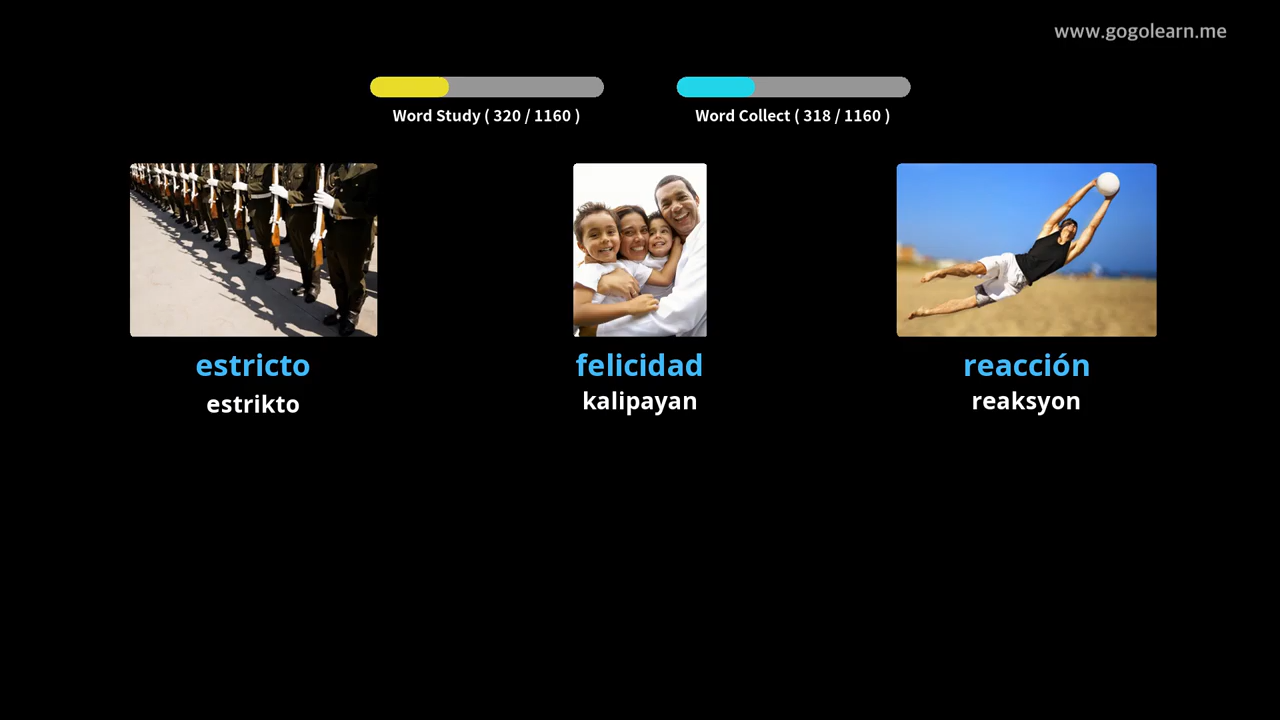 www.gogolearn.me
Word Study ( 320 / 1160 )
Word Collect ( 318 / 1160 )
estricto
estrikto
felicidad
kalipayan
reacción
reaksyon